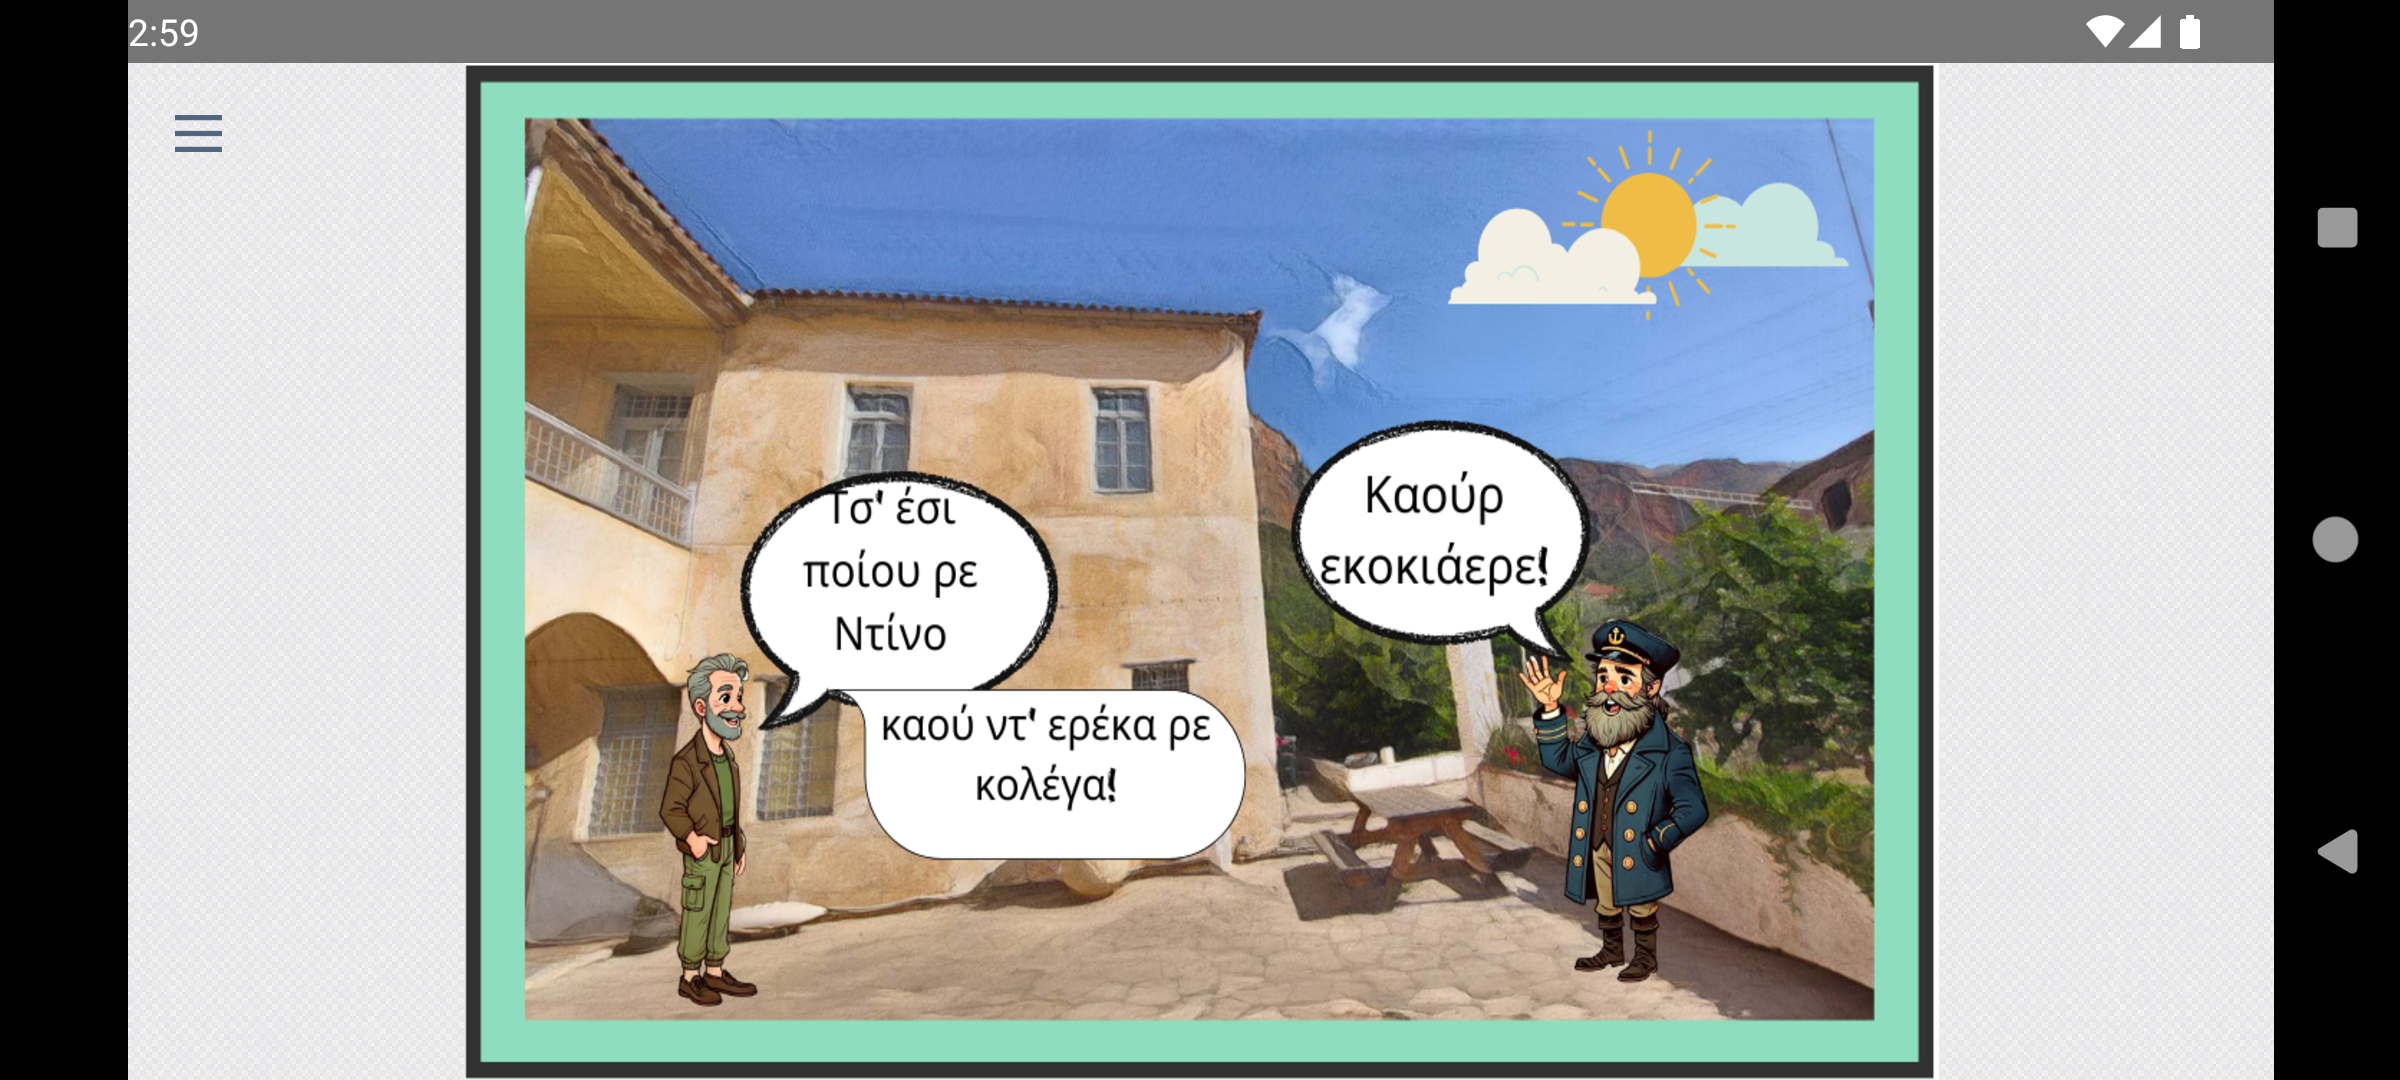 2:59
Τσ' έσι
ποίου ρε
Ντίνο
καού ντ' ερέκα ρε
κολέγα!
Καούρ
εκοκιάερε!